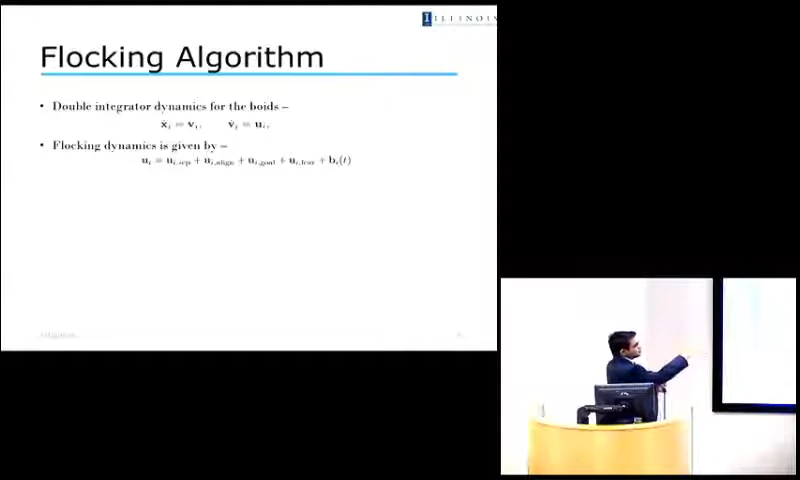 ILLINOIS
Flocking Algorithm
• Double integrator dynamics for the boids –
ẋᵢ = vᵢ, v̇ᵢ = uᵢ,
• Flocking dynamics is given by –
uᵢ = uᵢ,sep + uᵢ,align + uᵢ,goal + uᵢ,fear + bᵢ(t)